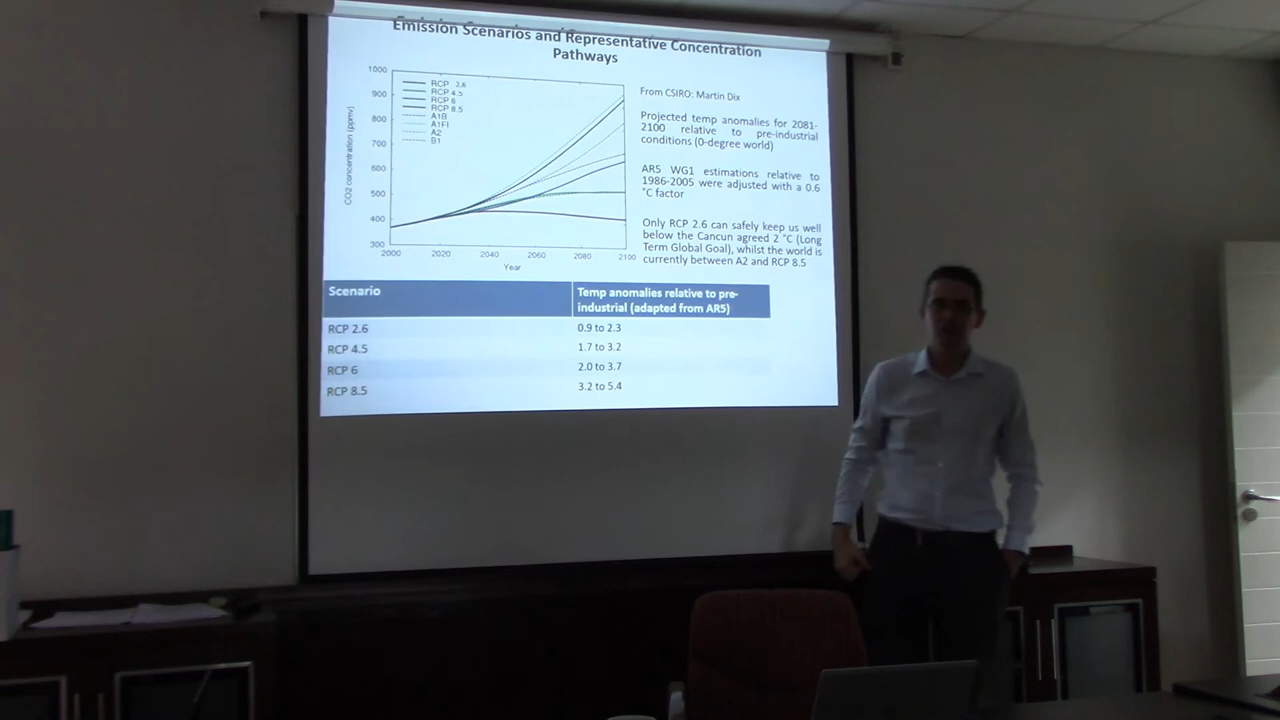 Emission Scenarios and Representative Concentration
Pathways
1000
900
800
700
600
500
400
300
CO2 concentration (ppmv)
RCP 2.6
RCP 4.5
RCP 6
RCP 8.5
A1B
A1FI
A2
B1
2000 2020 2040 2060 2080 2100
Year
From CSIRO: Martin Dix
Projected temp anomalies for 2081-
2100 relative to pre-industrial
conditions (0-degree world)
AR5 WG1 estimations relative to
1986-2005 were adjusted with a 0.6
°C factor
Only RCP 2.6 can safely keep us well
below the Cancun agreed 2 °C (Long
Term Global Goal), whilst the world is
currently between A2 and RCP 8.5
Scenario Temp anomalies relative to pre-
industrial (adapted from AR5)
RCP 2.6 0.9 to 2.3
RCP 4.5 1.7 to 3.2
RCP 6 2.0 to 3.7
RCP 8.5 3.2 to 5.4